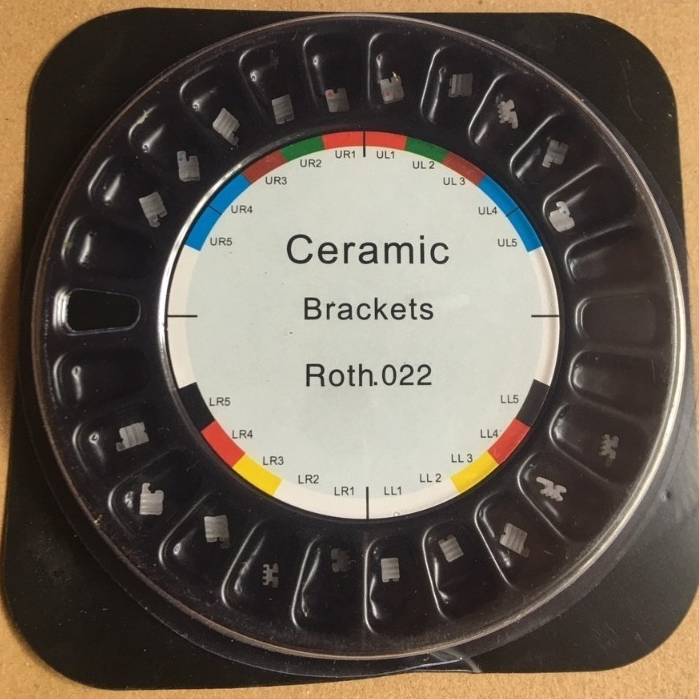 UR2 UR1 UL1 UL 2
UR3 UL 3
UR4 UL4
UR5 UL5
Ceramic
Brackets
Roth.022
LR5 LL5
LR4 LL4
LR3 LL 3
LR2 LR1 LL1 LL 2